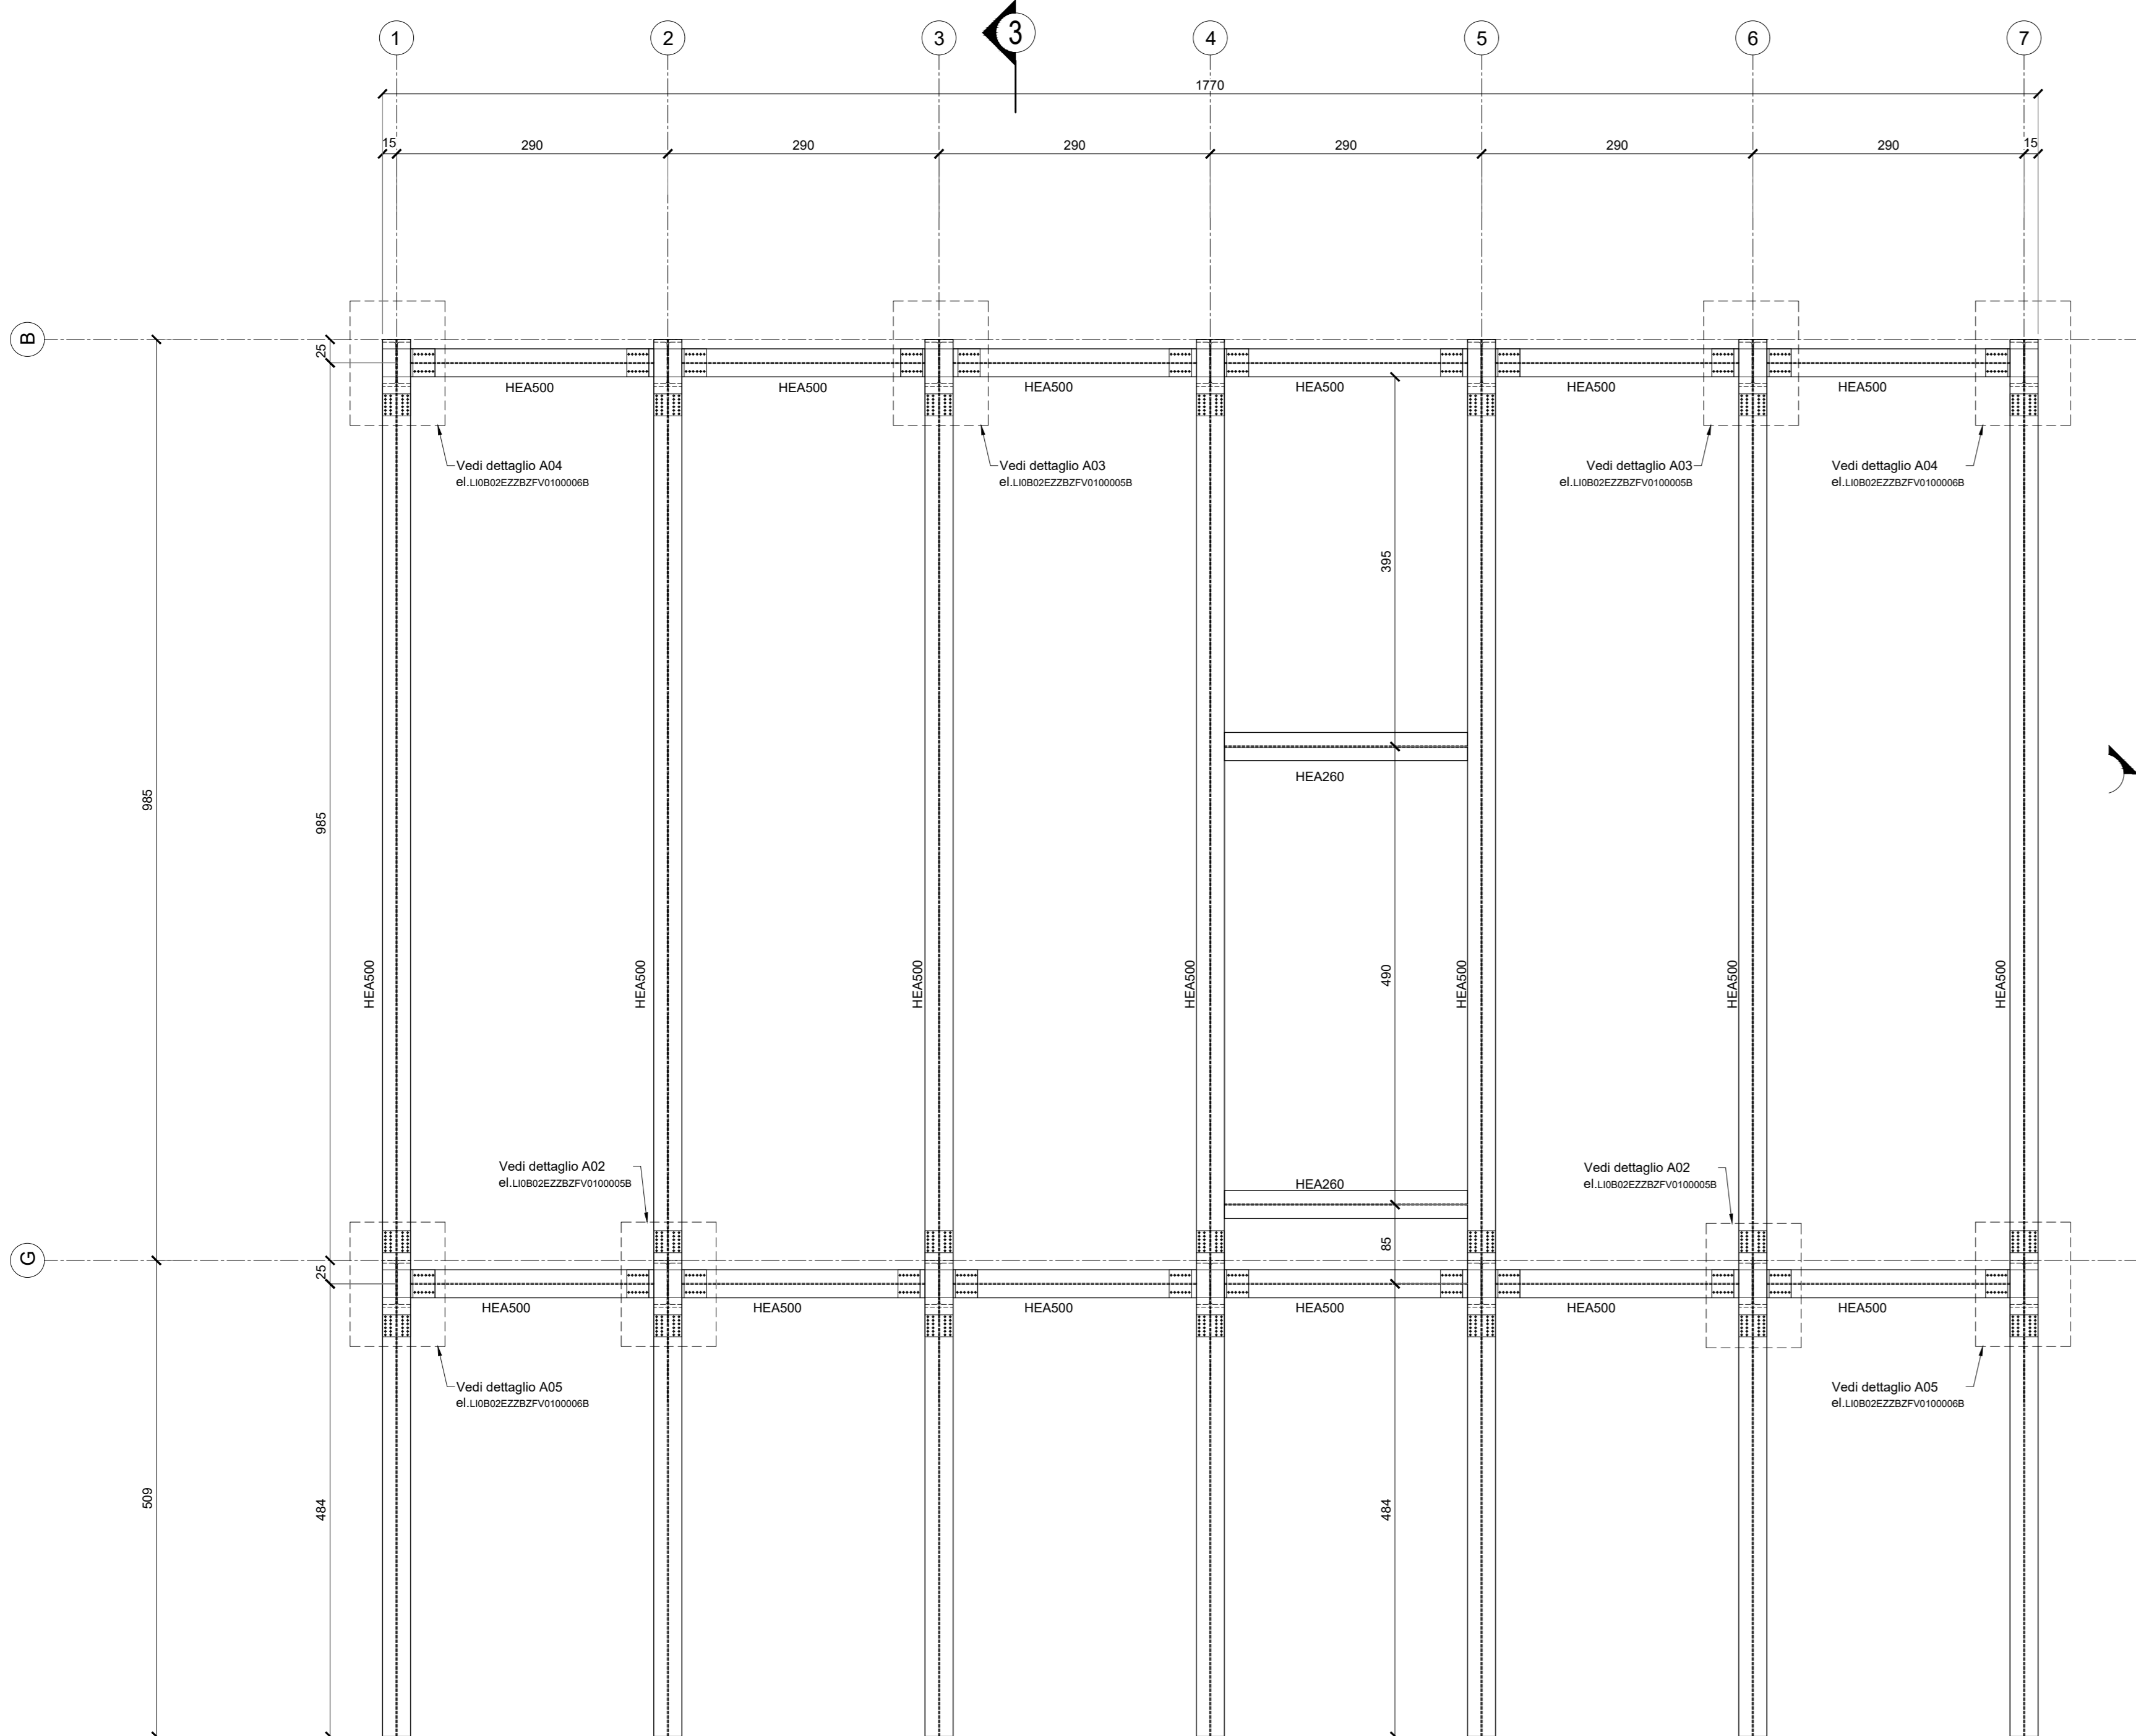 1 2 3 3 4 5 6 7
1770
15 290 290 290 290 290 290 15
B
25
HEA500 HEA500 HEA500 HEA500 HEA500 HEA500
Vedi dettaglio A04
el.LI0B02EZZBZFV0100006B
Vedi dettaglio A03
el.LI0B02EZZBZFV0100005B
Vedi dettaglio A03
el.LI0B02EZZBZFV0100005B
Vedi dettaglio A04
el.LI0B02EZZBZFV0100006B
395
HEA260
985
985
HEA500 HEA500 HEA500 HEA500 490 HEA500 HEA500 HEA500
Vedi dettaglio A02
el.LI0B02EZZBZFV0100005B
HEA260
Vedi dettaglio A02
el.LI0B02EZZBZFV0100005B
G
85
25
HEA500 HEA500 HEA500 HEA500 HEA500 HEA500
Vedi dettaglio A05
el.LI0B02EZZBZFV0100006B
Vedi dettaglio A05
el.LI0B02EZZBZFV0100006B
509
484
484